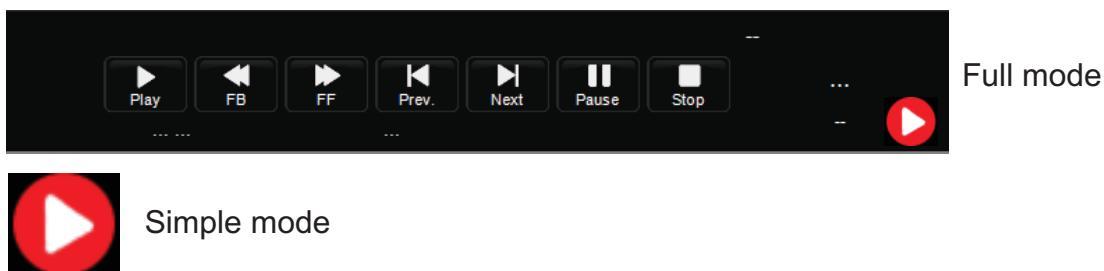 --
Play FB FF Prev. Next Pause Stop
...
Full mode
--
... ... ...
Simple mode